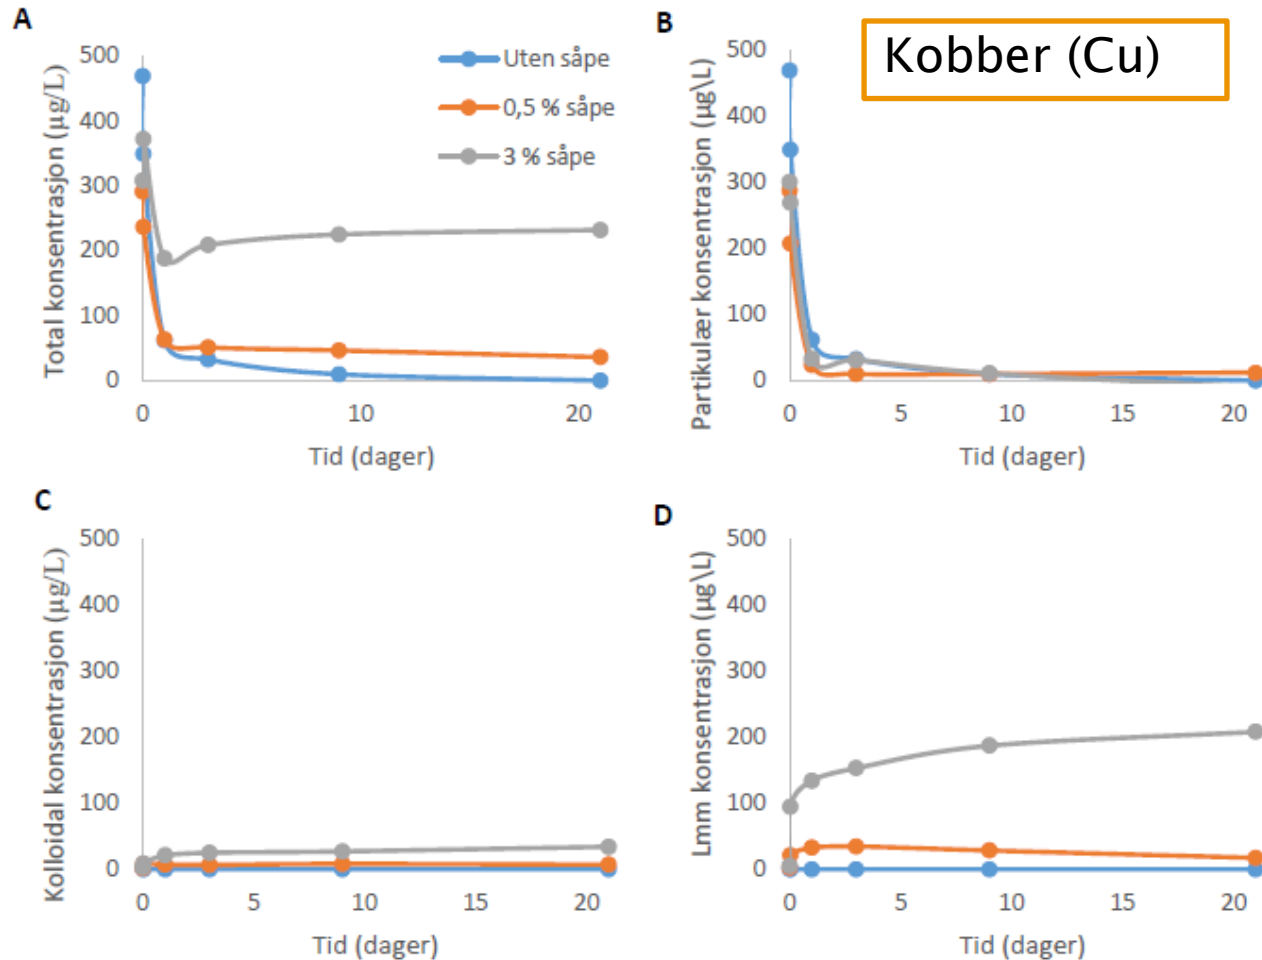 A
Total konsentrasjon (µg/L)
500
400
300
200
100
0
0
10
20
Tid (dager)
Uten såpe
0,5 % såpe
3 % såpe
B
Kobber (Cu)
Partikulær konsentrasjon (µg\L)
500
400
300
200
100
0
0
5
10
15
20
Tid (dager)
C
Kolloidal konsentrasjon (µg/L)
500
400
300
200
100
0
0
5
10
15
20
Tid (dager)
D
Lmm konsentrasjon (µg\L)
500
400
300
200
100
0
0
5
10
15
20
Tid (dager)